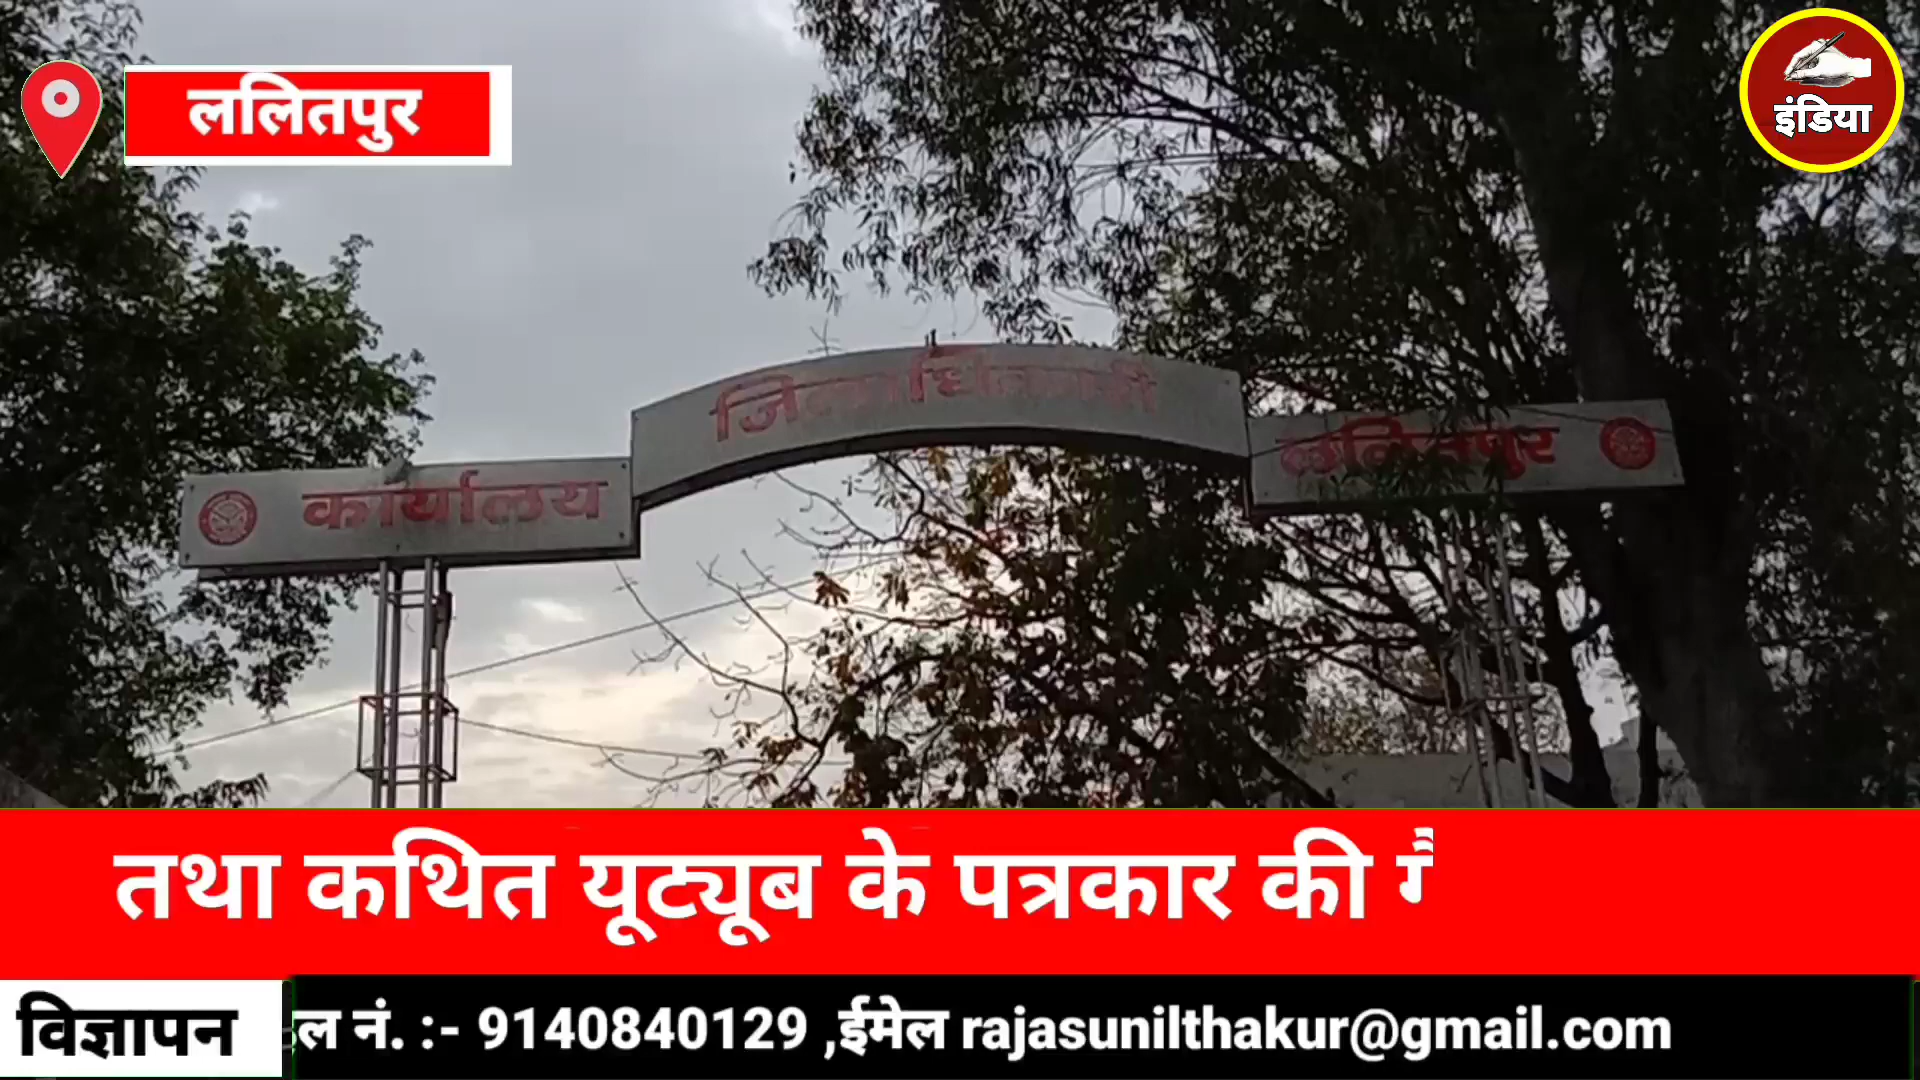 ललितपुर
इंडिया
कार्यालय
जिलाधिकारी
ललितपुर
तथा कथित यूट्यूब के पत्रकार की
विज्ञापन
नं. :- 9140840129 ,ईमेल rajasunilthakur@gmail.com